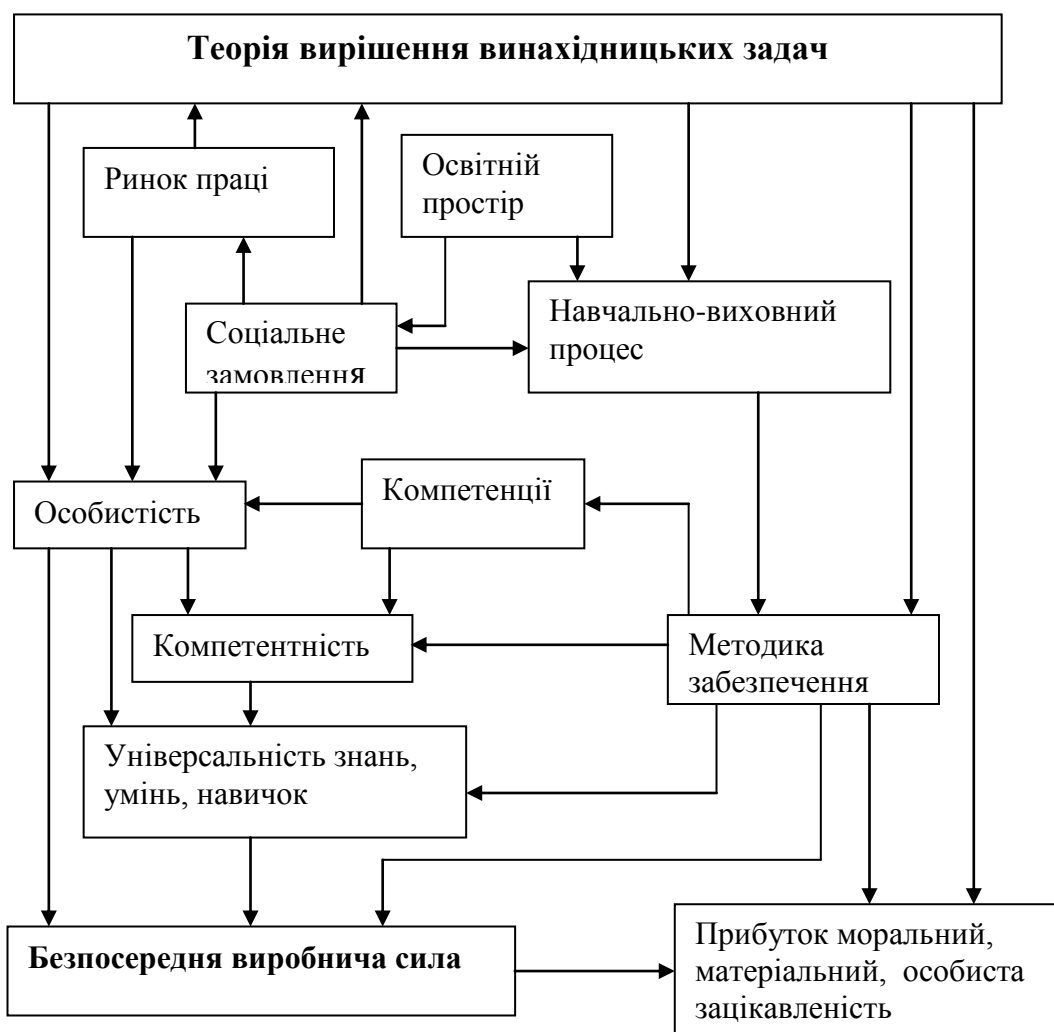 Теорія вирішення винахідницьких задач
Ринок праці
Освітній
простір
Соціальне
замовлення
Навчально-виховний
процес
Особистість
Компетенції
Компетентність
Методика
забезпечення
Універсальність знань,
умінь, навичок
Безпосередня виробнича сила
Прибуток моральний,
матеріальний, особиста
зацікавленість